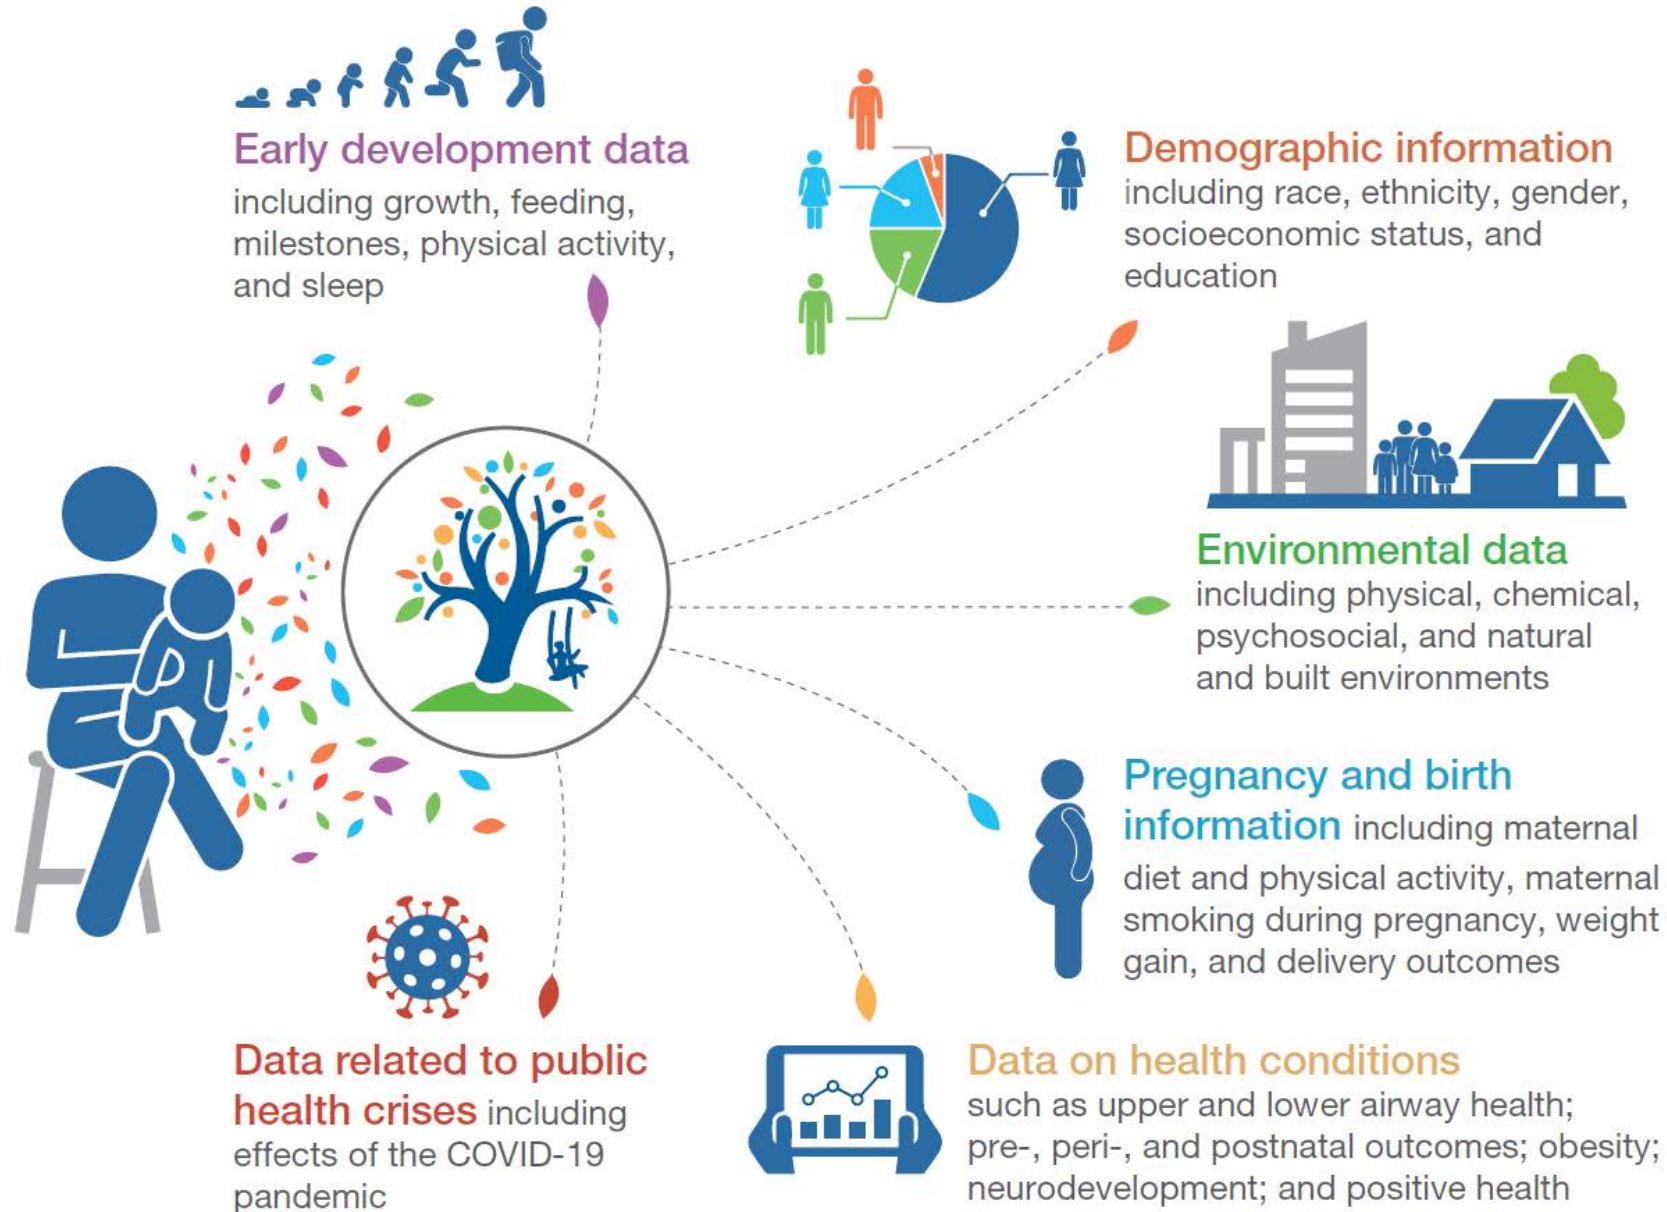 Early development data
including growth, feeding,
milestones, physical activity,
and sleep
Demographic information
including race, ethnicity, gender,
socioeconomic status, and
education
Environmental data
including physical, chemical,
psychosocial, and natural
and built environments
Pregnancy and birth
information including maternal
diet and physical activity, maternal
smoking during pregnancy, weight
gain, and delivery outcomes
Data related to public
health crises including
effects of the COVID-19
pandemic
Data on health conditions
such as upper and lower airway health;
pre-, peri-, and postnatal outcomes; obesity;
neurodevelopment; and positive health